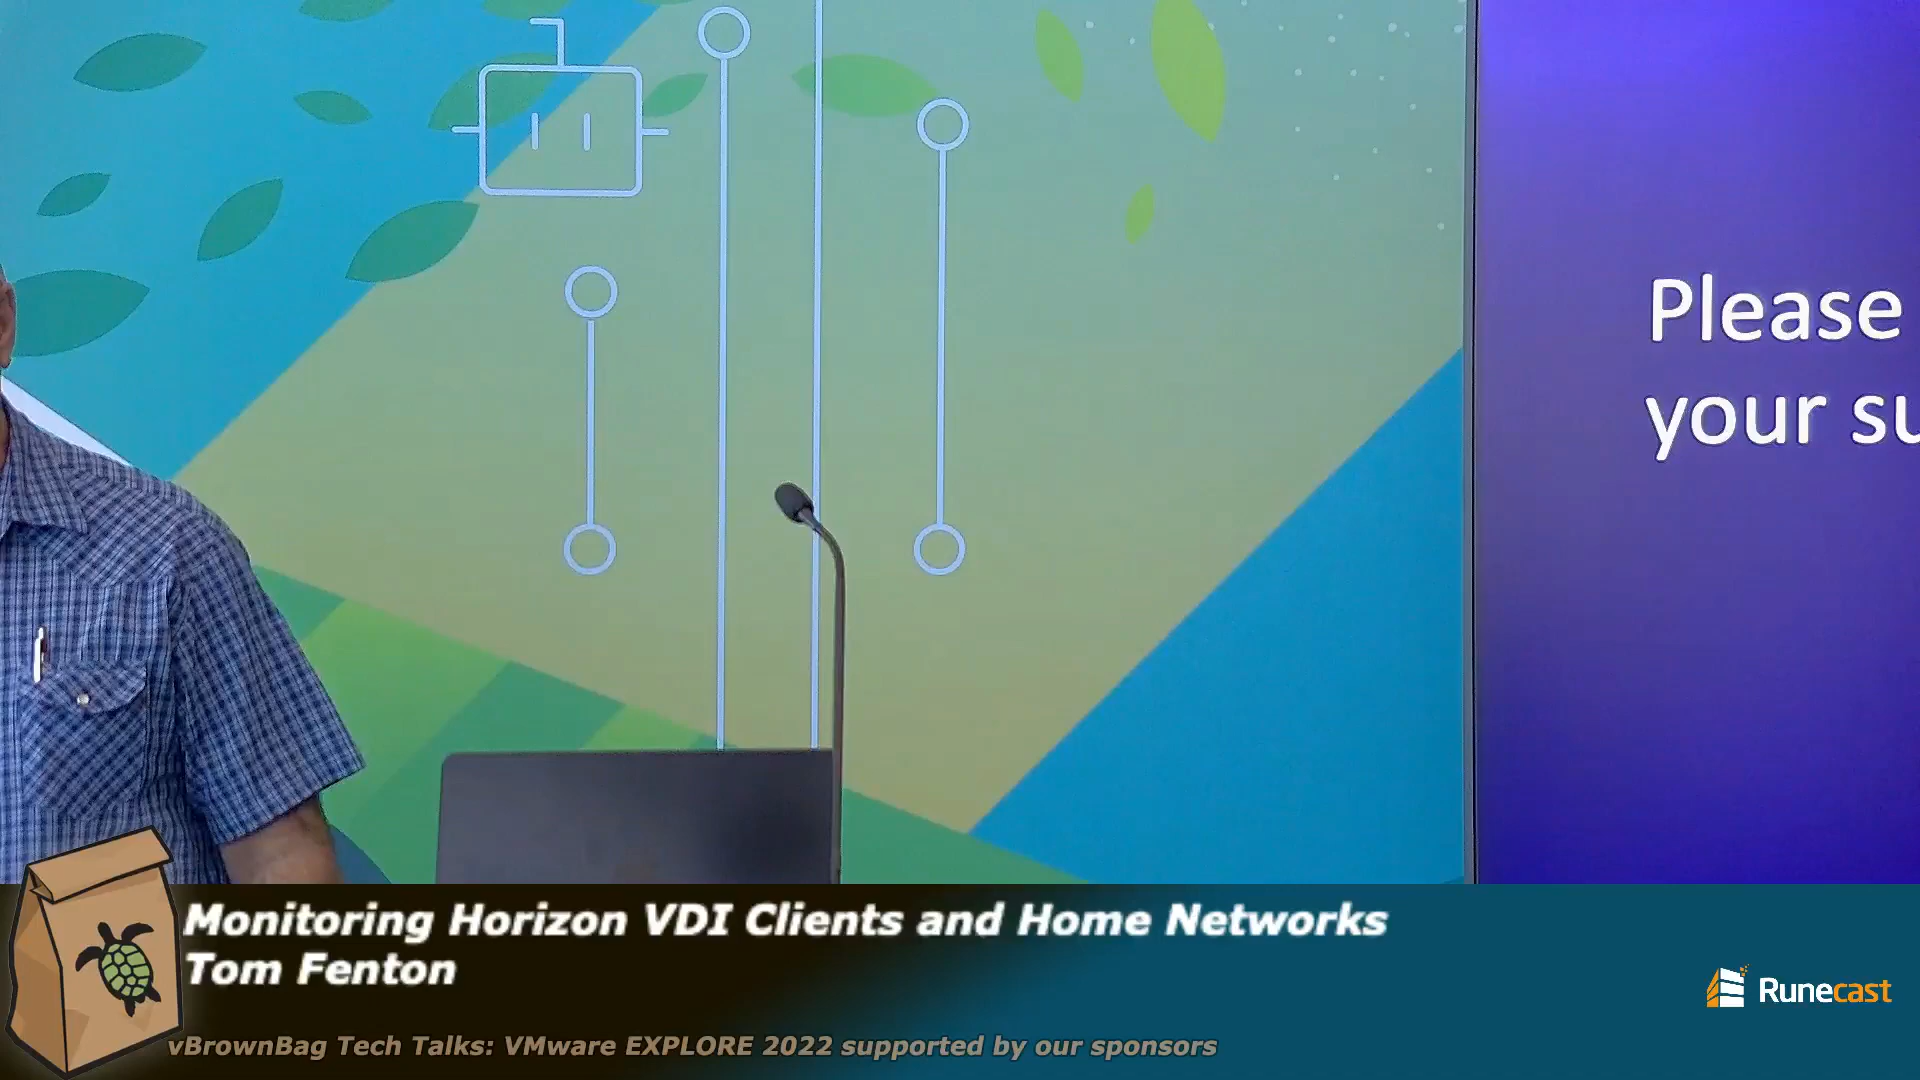 Please
your su
Monitoring Horizon VDI Clients and Home Networks
Tom Fenton
Runecast
vBrownBag Tech Talks: VMware EXPLORE 2022 supported by our sponsors